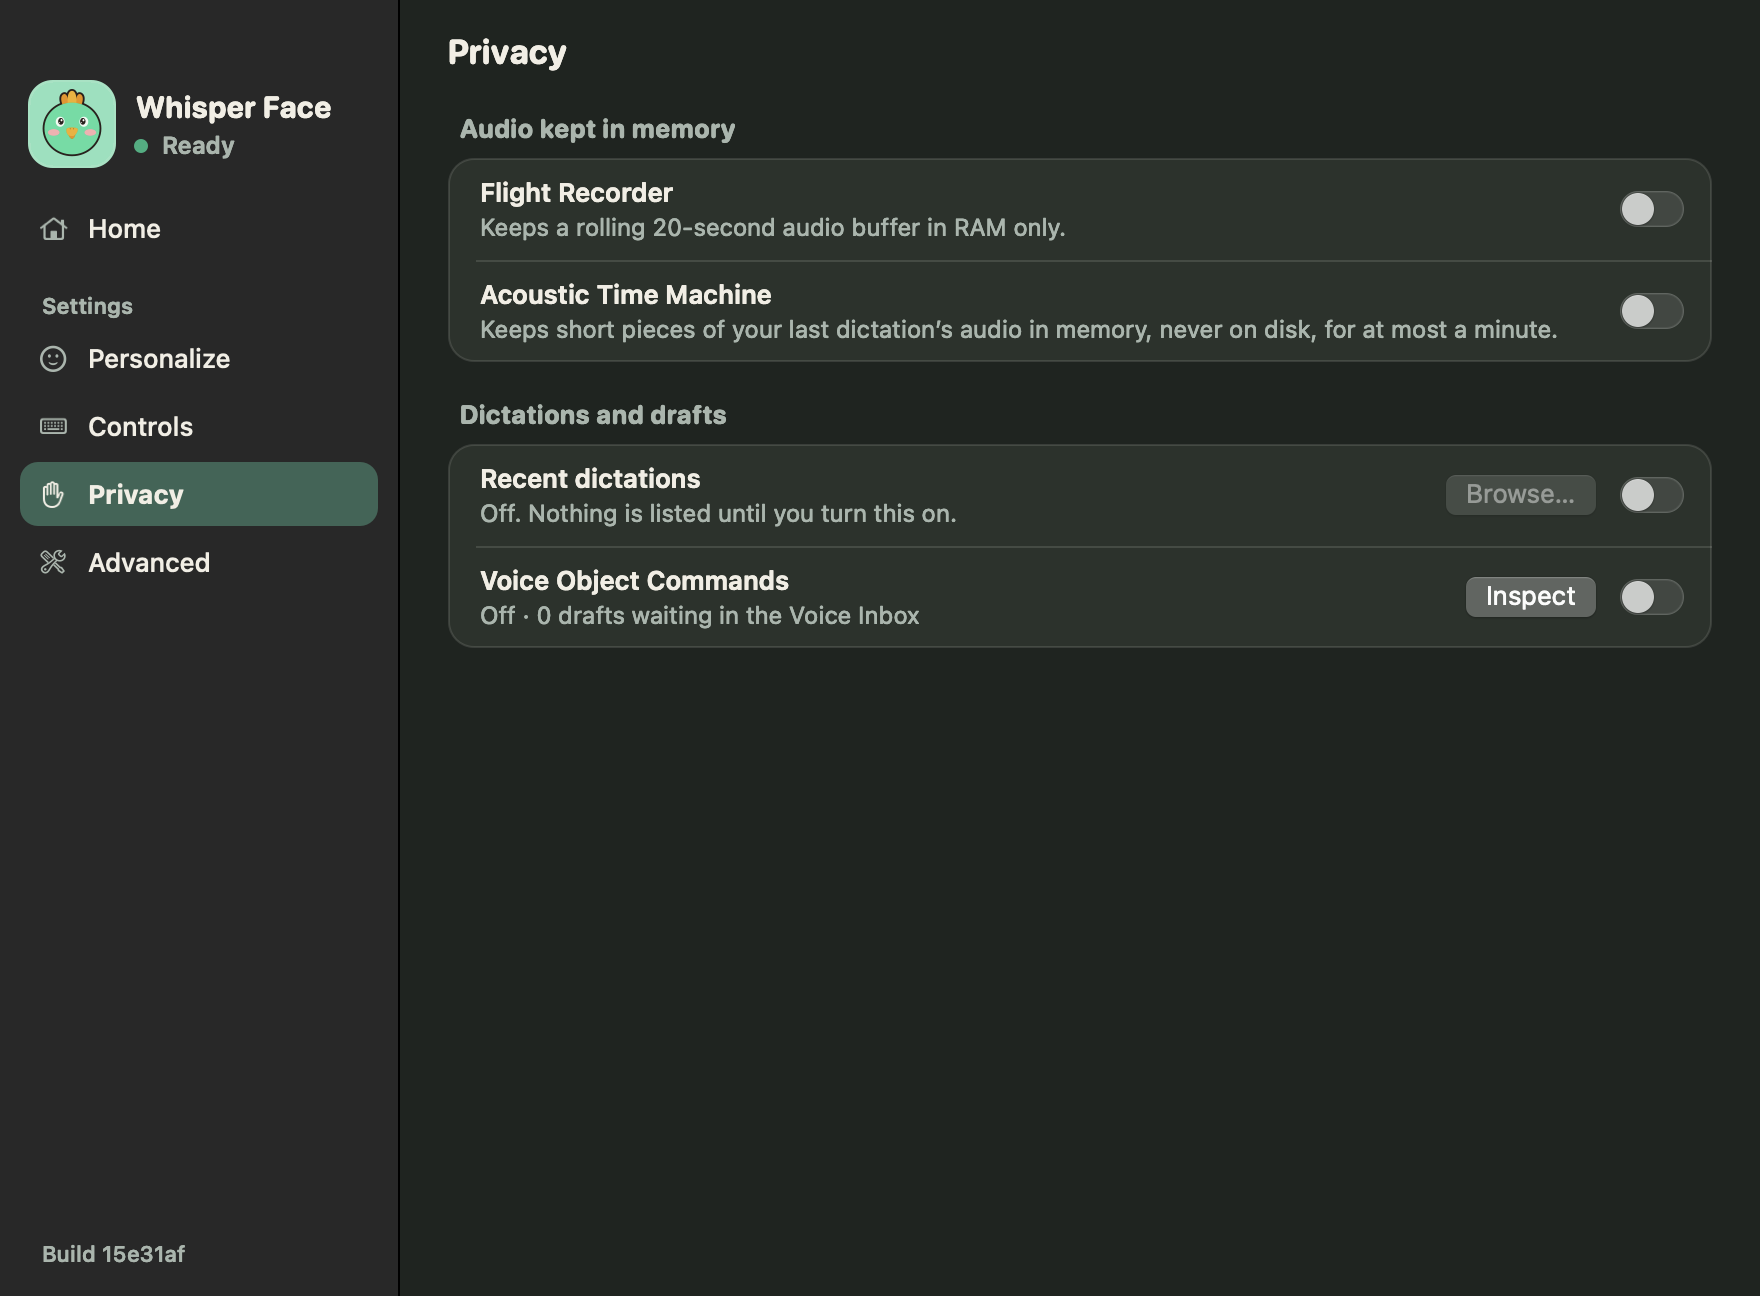 Whisper Face
Ready
Home
Settings
Personalize
Controls
Privacy
Advanced
Build 15e31af
Privacy
Audio kept in memory
Flight Recorder
Keeps a rolling 20-second audio buffer in RAM only.
Acoustic Time Machine
Keeps short pieces of your last dictation’s audio in memory, never on disk, for at most a minute.
Dictations and drafts
Recent dictations
Off. Nothing is listed until you turn this on.
Browse...
Voice Object Commands
Off · 0 drafts waiting in the Voice Inbox
Inspect